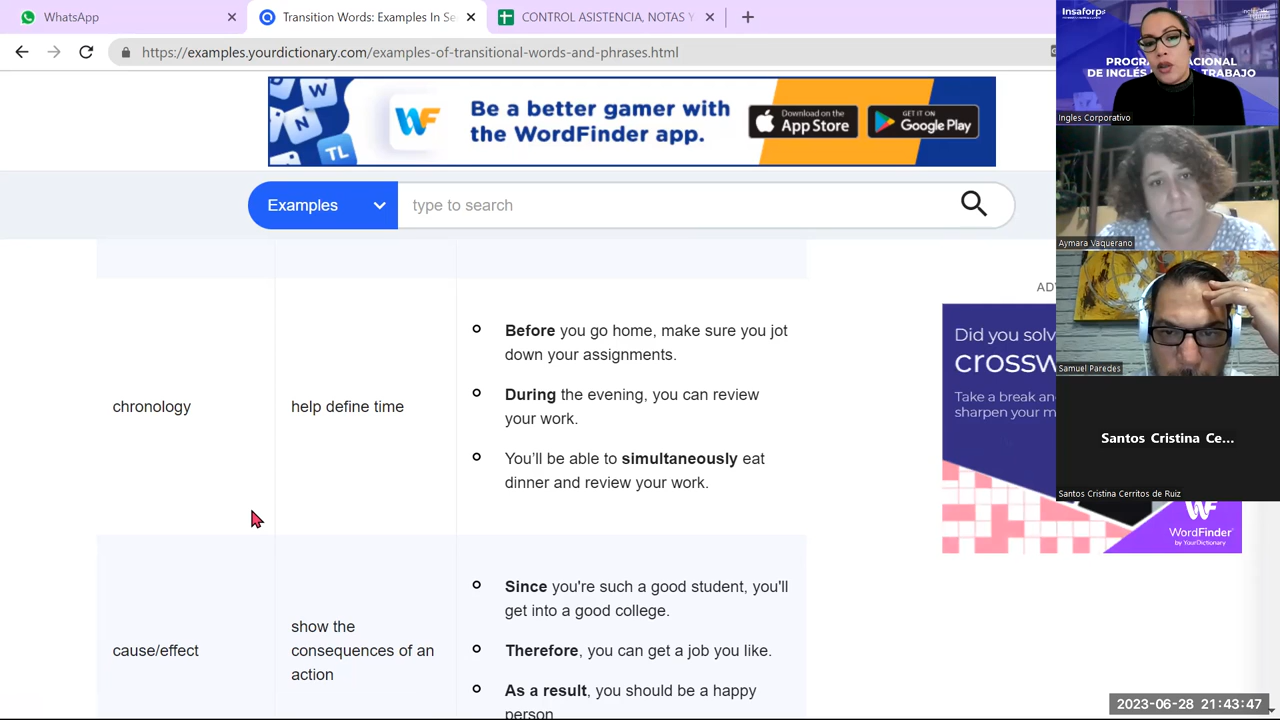 WhatsApp
Transition Words: Examples In Se
CONTROL ASISTENCIA, NOTAS Y
https://examples.yourdictionary.com/examples-of-transitional-words-and-phrases.html
W
N
TL
WF
Be a better gamer with
the WordFinder app.
Download on the
App Store
GET IT ON
Google Play
Examples
type to search
chronology
help define time
Before you go home, make sure you jot
down your assignments.
During the evening, you can review
your work.
You'll be able to simultaneously eat
dinner and review your work.
cause/effect
show the
consequences of an
action
Since you're such a good student, you'll
get into a good college.
Therefore, you can get a job you like.
As a result, you should be a happy
person
Did you solv
crossw
Take a break an
sharpen your m
WordFinder
by YourDictionary
Insaforp
Ingles Corporativo
Aymara Vaquerano
Samuel Paredes
Santos Cristina Ce...
Santos Cristina Cerritos de Ruiz
2023-06-28 21:43:47